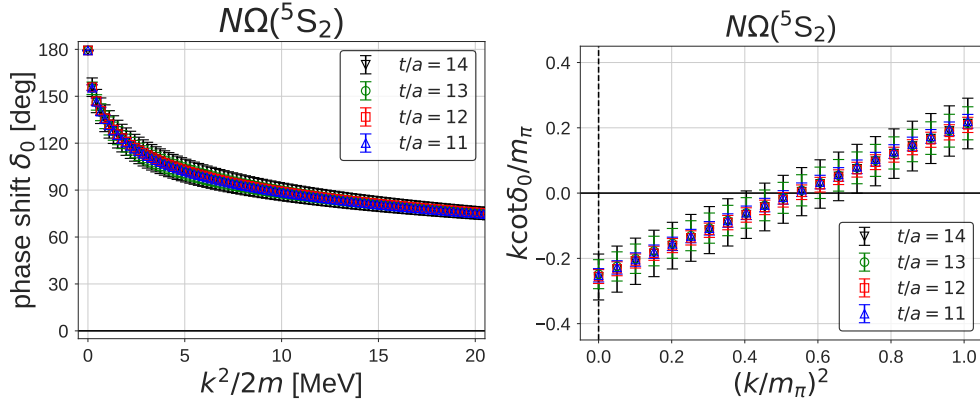 NΩ(⁵S₂)
phase shift δ₀ [deg]
180
150
120
90
60
30
0
t/a = 14
t/a = 13
t/a = 12
t/a = 11
0 5 10 15 20
k²/2m [MeV]
NΩ(⁵S₂)
kcotδ₀/mπ
0.4
0.2
0.0
−0.2
−0.4
t/a = 14
t/a = 13
t/a = 12
t/a = 11
0.0 0.2 0.4 0.6 0.8 1.0
(k/mπ)²